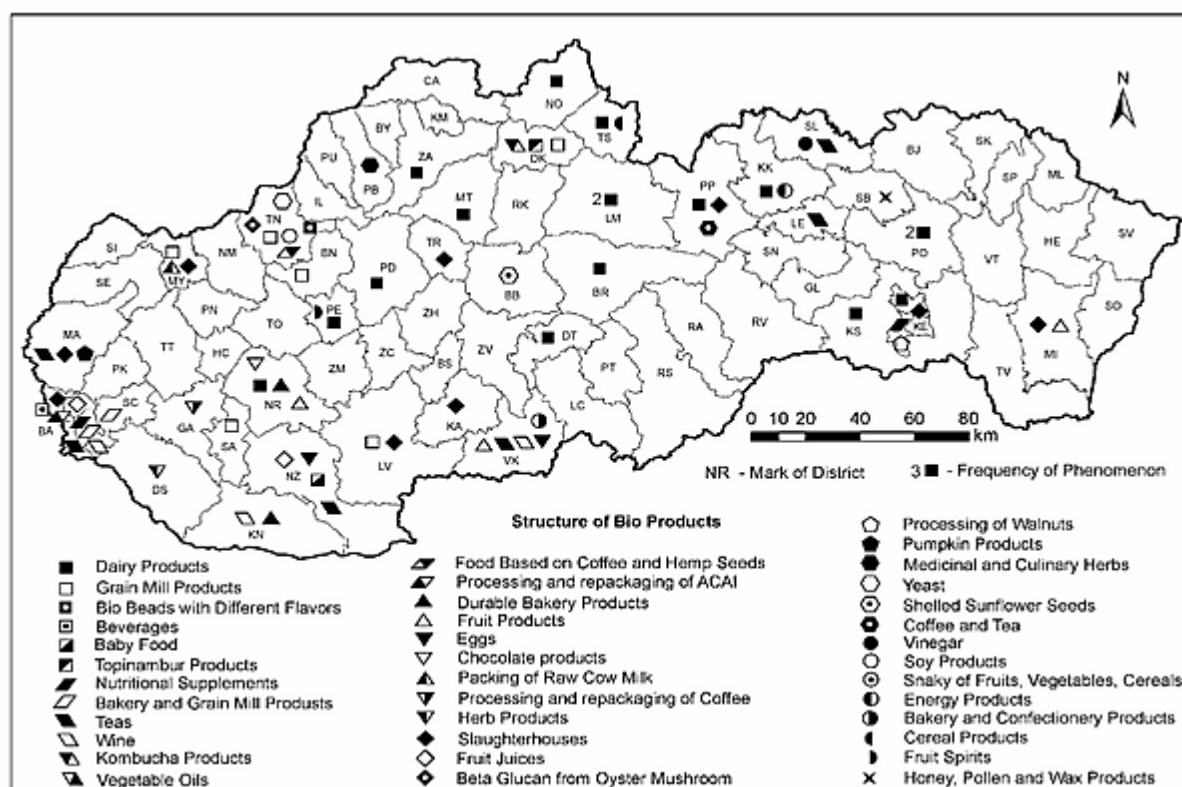 CA
NO
N
KM
BY
TS
SL
PU
ZA
DK
BJ
SK
PB
KK
SP
ML
IL
MT
RK
2
LM
PP
SB
TN
LE
2
SI
NM
BN
TR
PO
HE
SV
MY
PD
SN
VT
SE
BB
BR
GL
PN
PE
ZH
KS
KE
SO
MA
TO
RA
RV
TT
HC
DT
MI
ZC
ZV
PK
ZM
BS
PT
RS
TV
SC
NR
LC
BA
GA
KA
SA
LV
VK
NZ
DS
KN
0 10 20 30 40 60 80
km
NR - Mark of District
3 - Frequency of Phenomenon
Structure of Bio Products
Dairy Products
Grain Mill Products
Bio Beads with Different Flavors
Beverages
Baby Food
Topinambur Products
Nutritional Supplements
Bakery and Grain Mill Produsts
Teas
Wine
Kombucha Products
Vegetable Oils
Food Based on Coffee and Hemp Seeds
Processing and repackaging of ACAI
Durable Bakery Products
Fruit Products
Eggs
Chocolate products
Packing of Raw Cow Milk
Processing and repackaging of Coffee
Herb Products
Slaughterhouses
Fruit Juices
Beta Glucan from Oyster Mushroom
Processing of Walnuts
Pumpkin Products
Medicinal and Culinary Herbs
Yeast
Shelled Sunflower Seeds
Coffee and Tea
Vinegar
Soy Products
Snaky of Fruits, Vegetables, Cereals
Energy Products
Bakery and Confectionery Products
Cereal Products
Fruit Spirits
Honey, Pollen and Wax Products